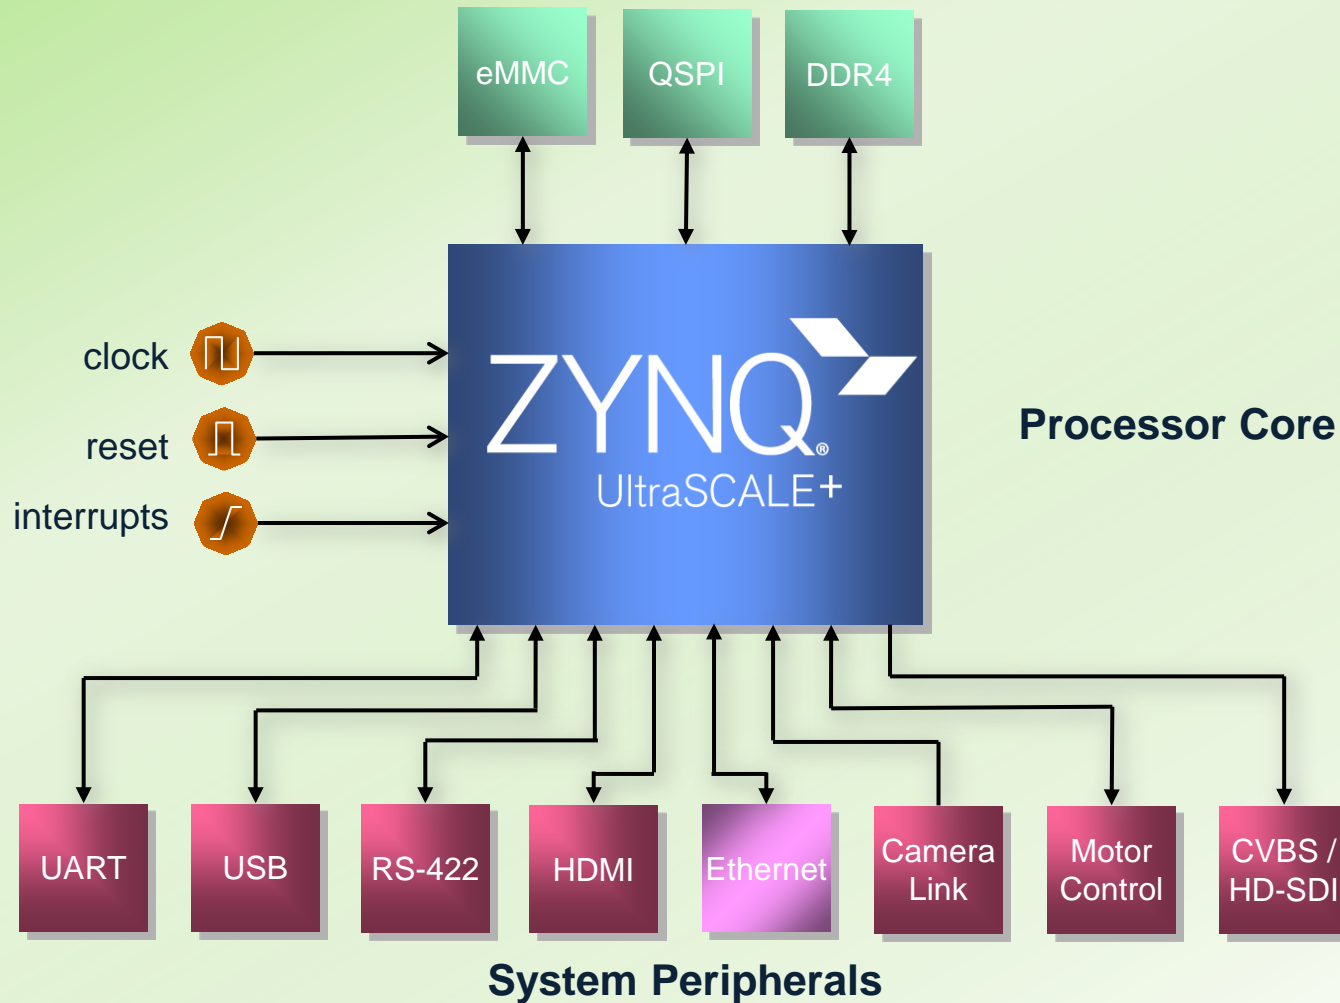 eMMC
QSPI
DDR4
clock
reset
interrupts
ZYNQ®
UltraSCALE+
Processor Core
UART
USB
RS-422
HDMI
Ethernet
Camera
Link
Motor
Control
CVBS /
HD-SDI
System Peripherals